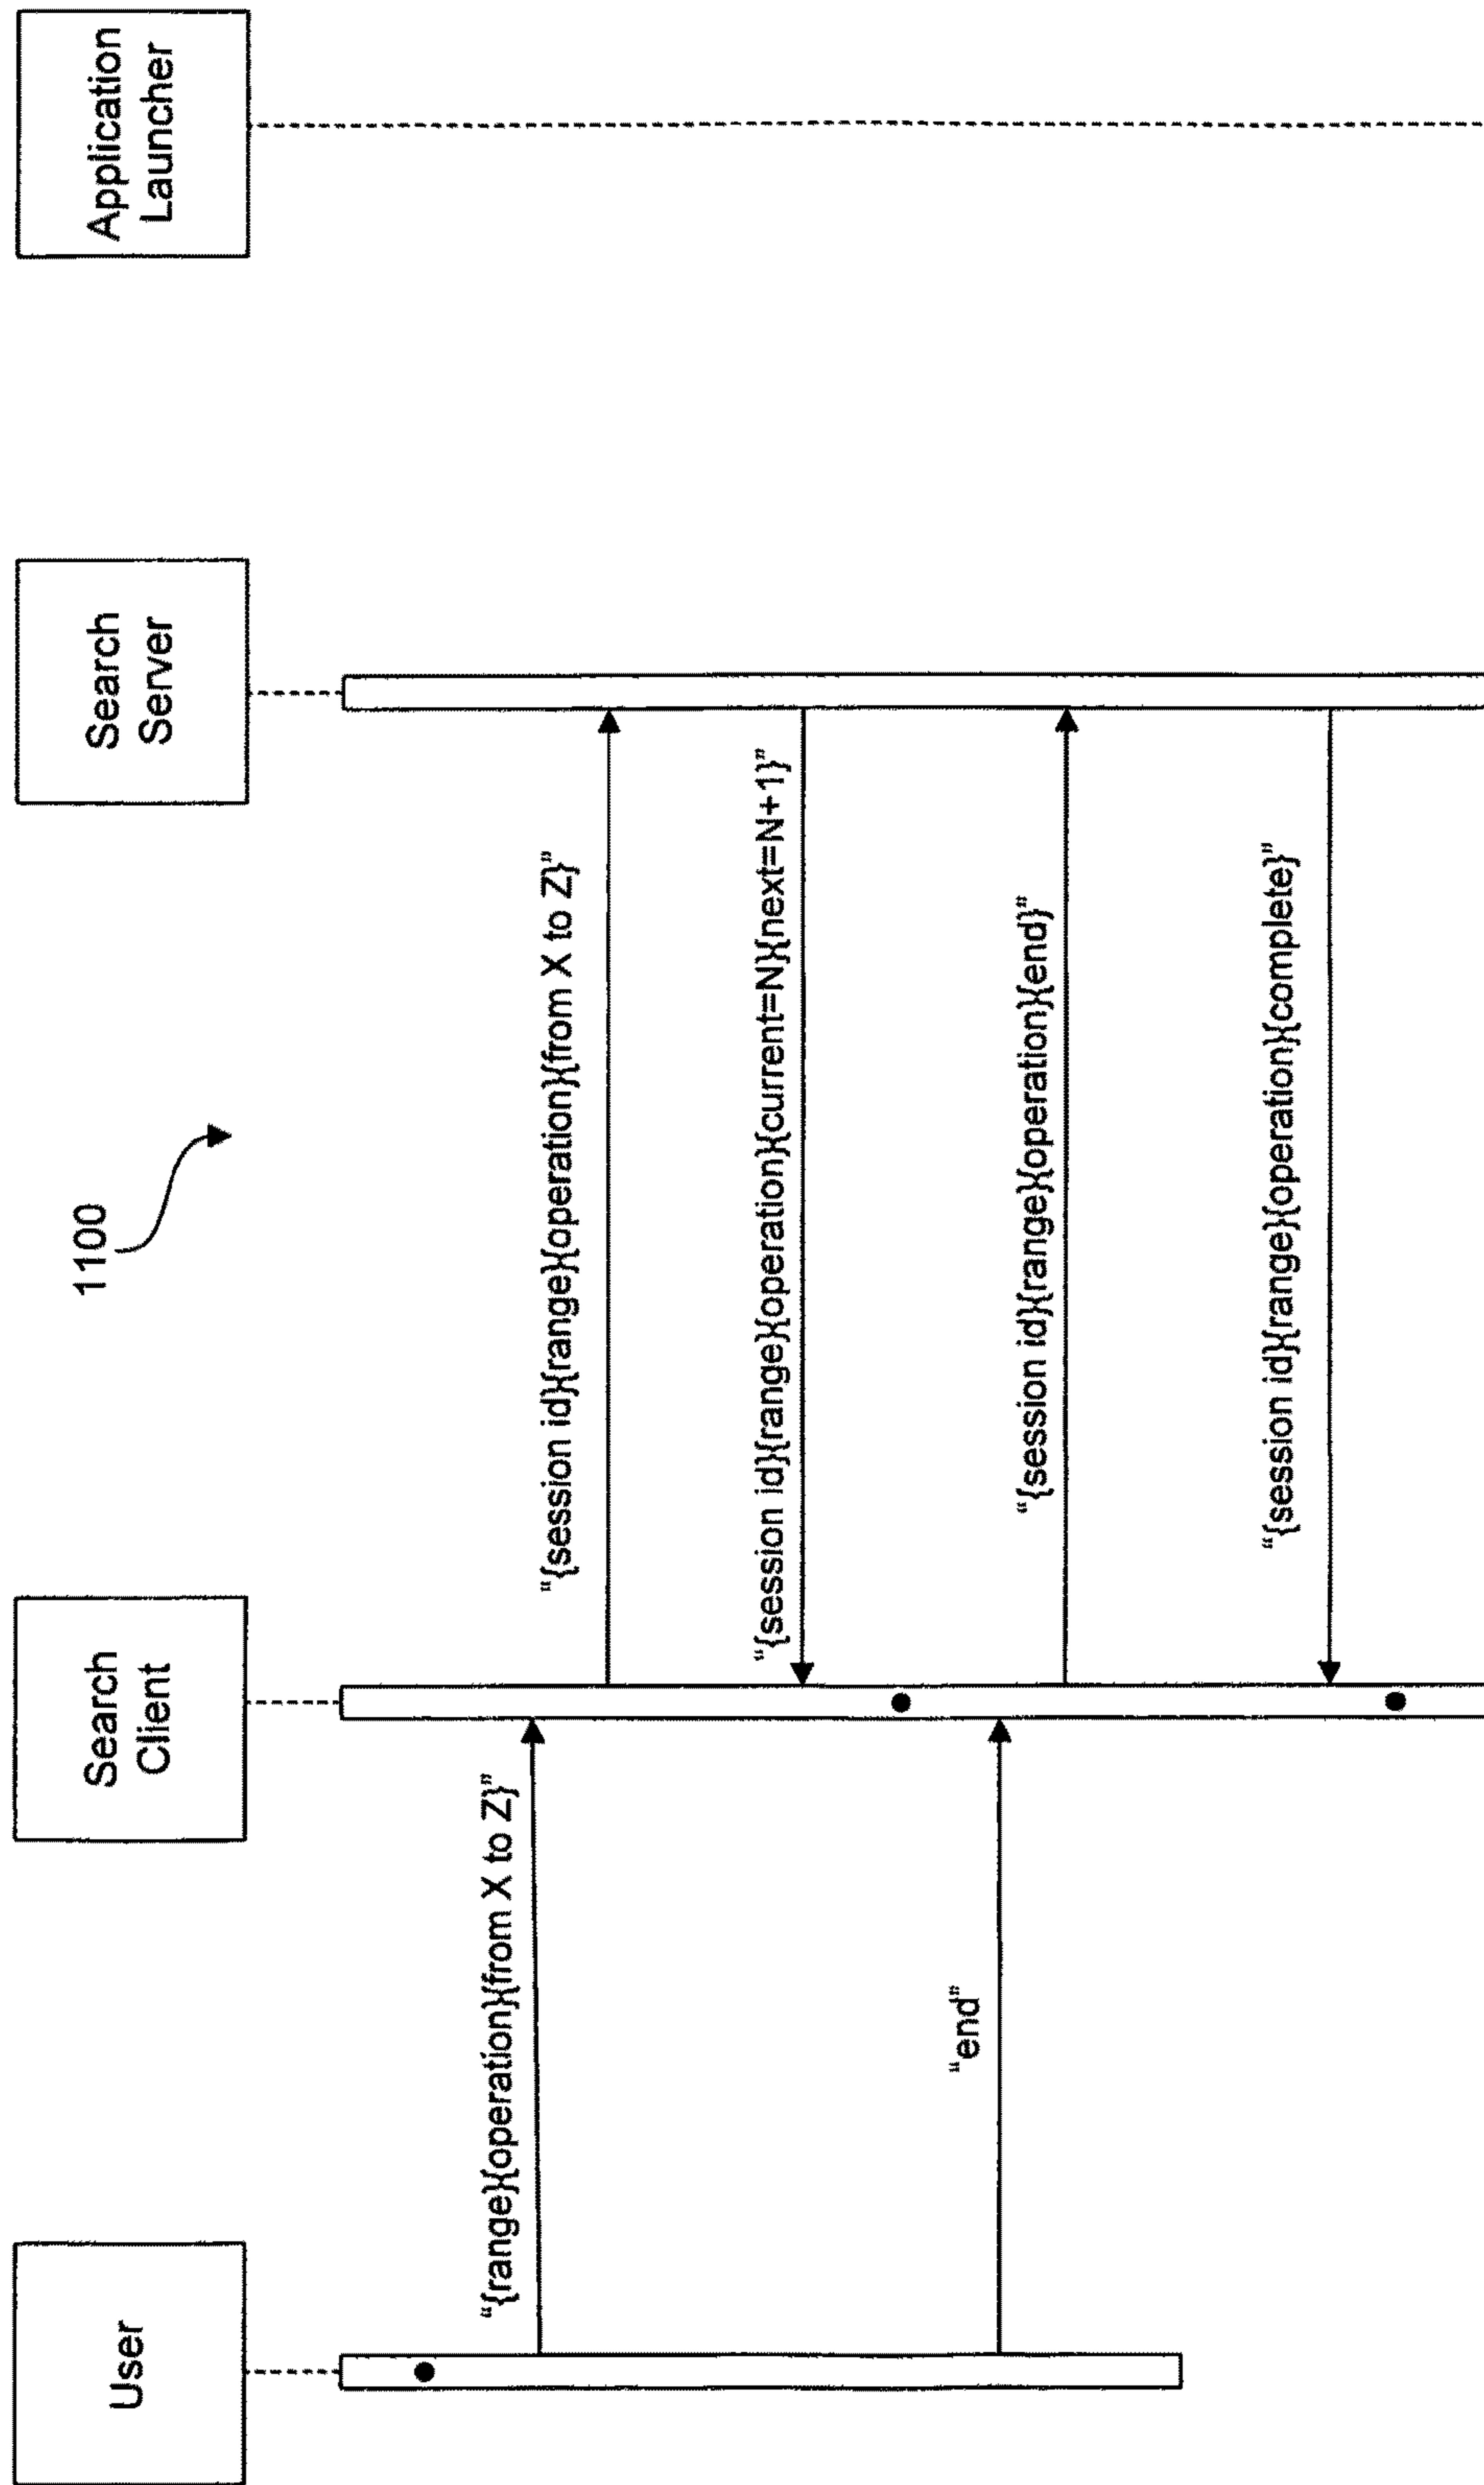 User
Search
Client
Search
Server
Application
Launcher
1100
“{range}{operation}{from X to Z}”
“{session id}{range}{operation}{from X to Z}”
“{session id}{range}{operation}{current=N}{next=N+1}”
“end”
“{session id}{range}{operation}{end}”
“{session id}{range}{operation}{complete}”